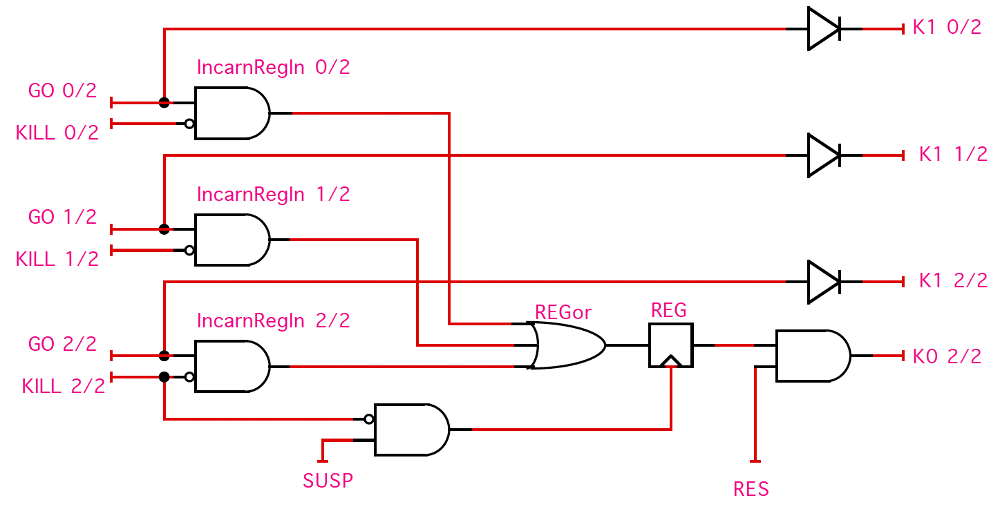 K1 0/2
IncarnRegIn 0/2
GO 0/2
KILL 0/2
K1 1/2
IncarnRegIn 1/2
GO 1/2
KILL 1/2
K1 2/2
IncarnRegIn 2/2
REGor
REG
GO 2/2
K0 2/2
KILL 2/2
SUSP
RES